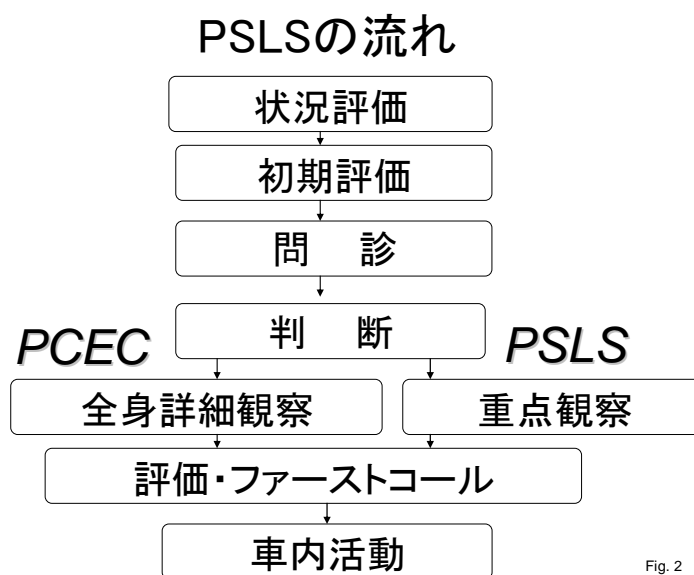 PSLSの流れ
状況評価
初期評価
問　診
判　断
PCEC
PSLS
全身詳細観察
重点観察
評価・ファーストコール
車内活動
Fig. 2